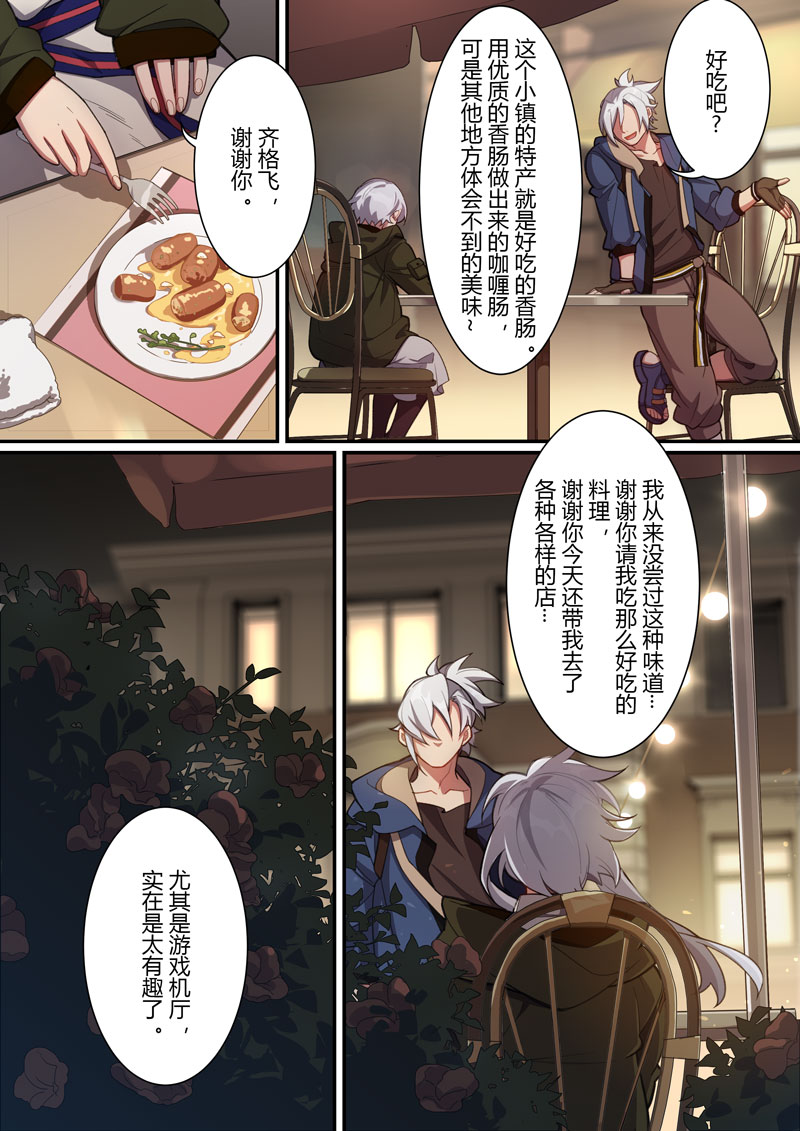 好吃吧？
这个小镇的特产就是好吃的香肠。
用优质的香肠做出来的咖喱肠，
可是其他地方体会不到的美味~
齐格飞，
谢谢你。
我从来没尝过这种味道…
谢谢你请我吃那么好吃的
料理，
谢谢你今天还带我去了
各种各样的店…
尤其是游戏机厅，
实在是太有趣了。